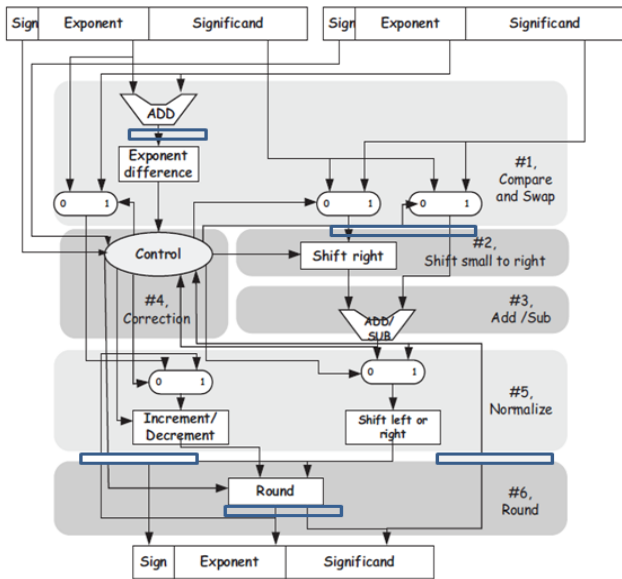 Sign Exponent Significand Sign Exponent Significand
ADD
Exponent
difference
#1,
Compare
and Swap
0 1 0 1 0 1
Control
Shift right
#2,
Shift small to right
#4,
Correction
#3,
Add /Sub
ADD/
SUB
0 1 0 1
#5,
Normalize
Increment/
Decrement
Shift left or
right
Round
#6,
Round
Sign Exponent Significand